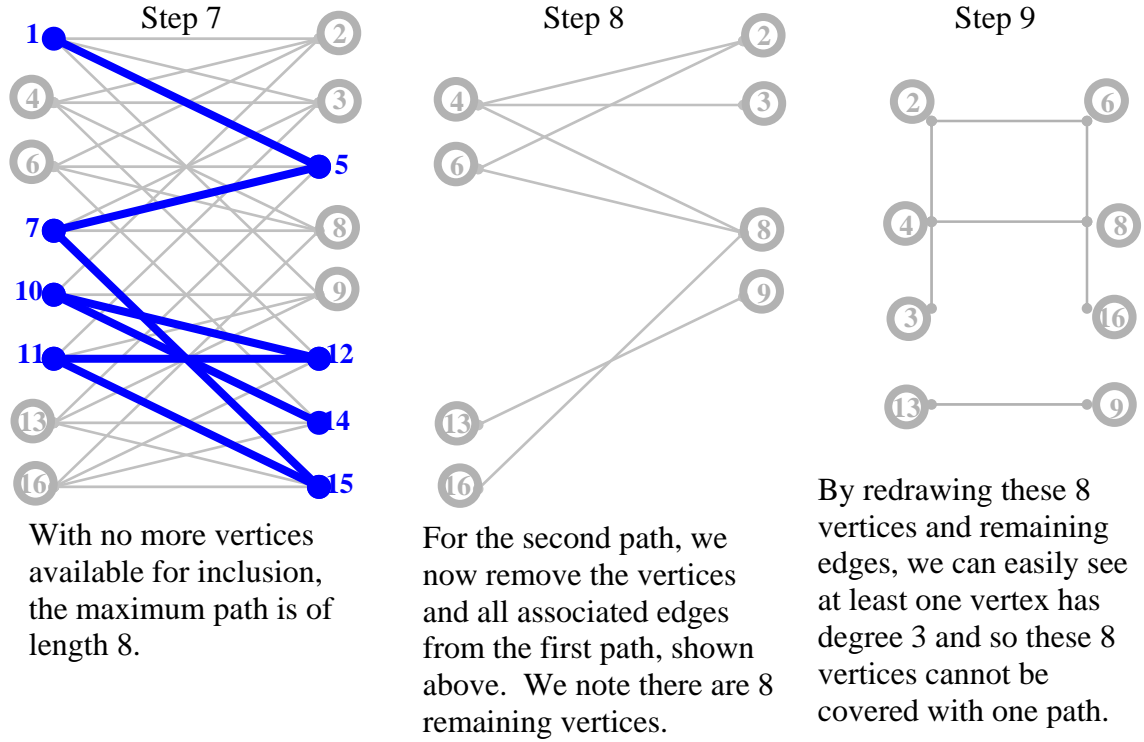 Step 7
1
2
4
3
6
5
7
8
10
9
11
12
13
14
16
15
With no more vertices
available for inclusion,
the maximum path is of
length 8.
Step 8
2
4
3
6
8
9
13
16
For the second path, we
now remove the vertices
and all associated edges
from the first path, shown
above. We note there are 8
remaining vertices.
Step 9
2
6
4
8
3
16
13
9
By redrawing these 8
vertices and remaining
edges, we can easily see
at least one vertex has
degree 3 and so these 8
vertices cannot be
covered with one path.